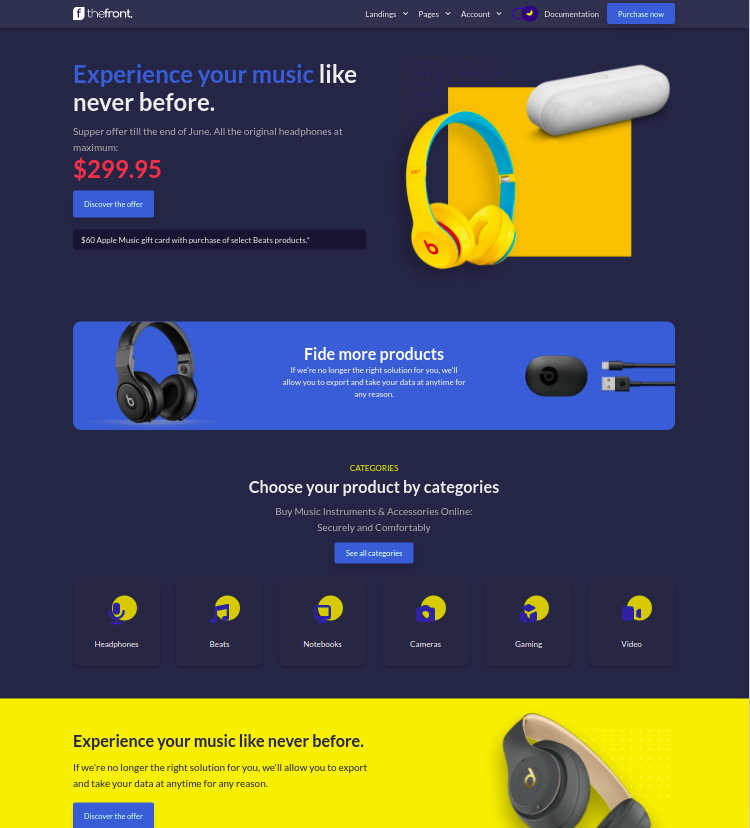 thefront.
Landings Pages Account Documentation Purchase now
Experience your music like
never before.
Supper offer till the end of June. All the original headphones at
maximum:
$299.95
Discover the offer
$60 Apple Music gift card with purchase of select Beats products.*
Fide more products
If we're no longer the right solution for you, we'll
allow you to export and take your data at anytime for
any reason.
CATEGORIES
Choose your product by categories
Buy Music Instruments & Accessories Online:
Securely and Comfortably
See all categories
Headphones Beats Notebooks Cameras Gaming Video
Experience your music like never before.
If we're no longer the right solution for you, we'll allow you to export
and take your data at anytime for any reason.
Discover the offer